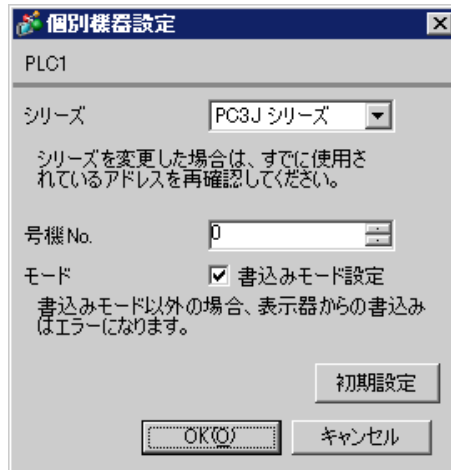 個別機器設定
PLC1
シリーズ PC3J シリーズ
シリーズを変更した場合は、すでに使用さ
れているアドレスを再確認してください。
号機No. 0
モード 書込みモード設定
書込みモード以外の場合、表示器からの書込み
はエラーになります。
初期設定
OK(O) キャンセル